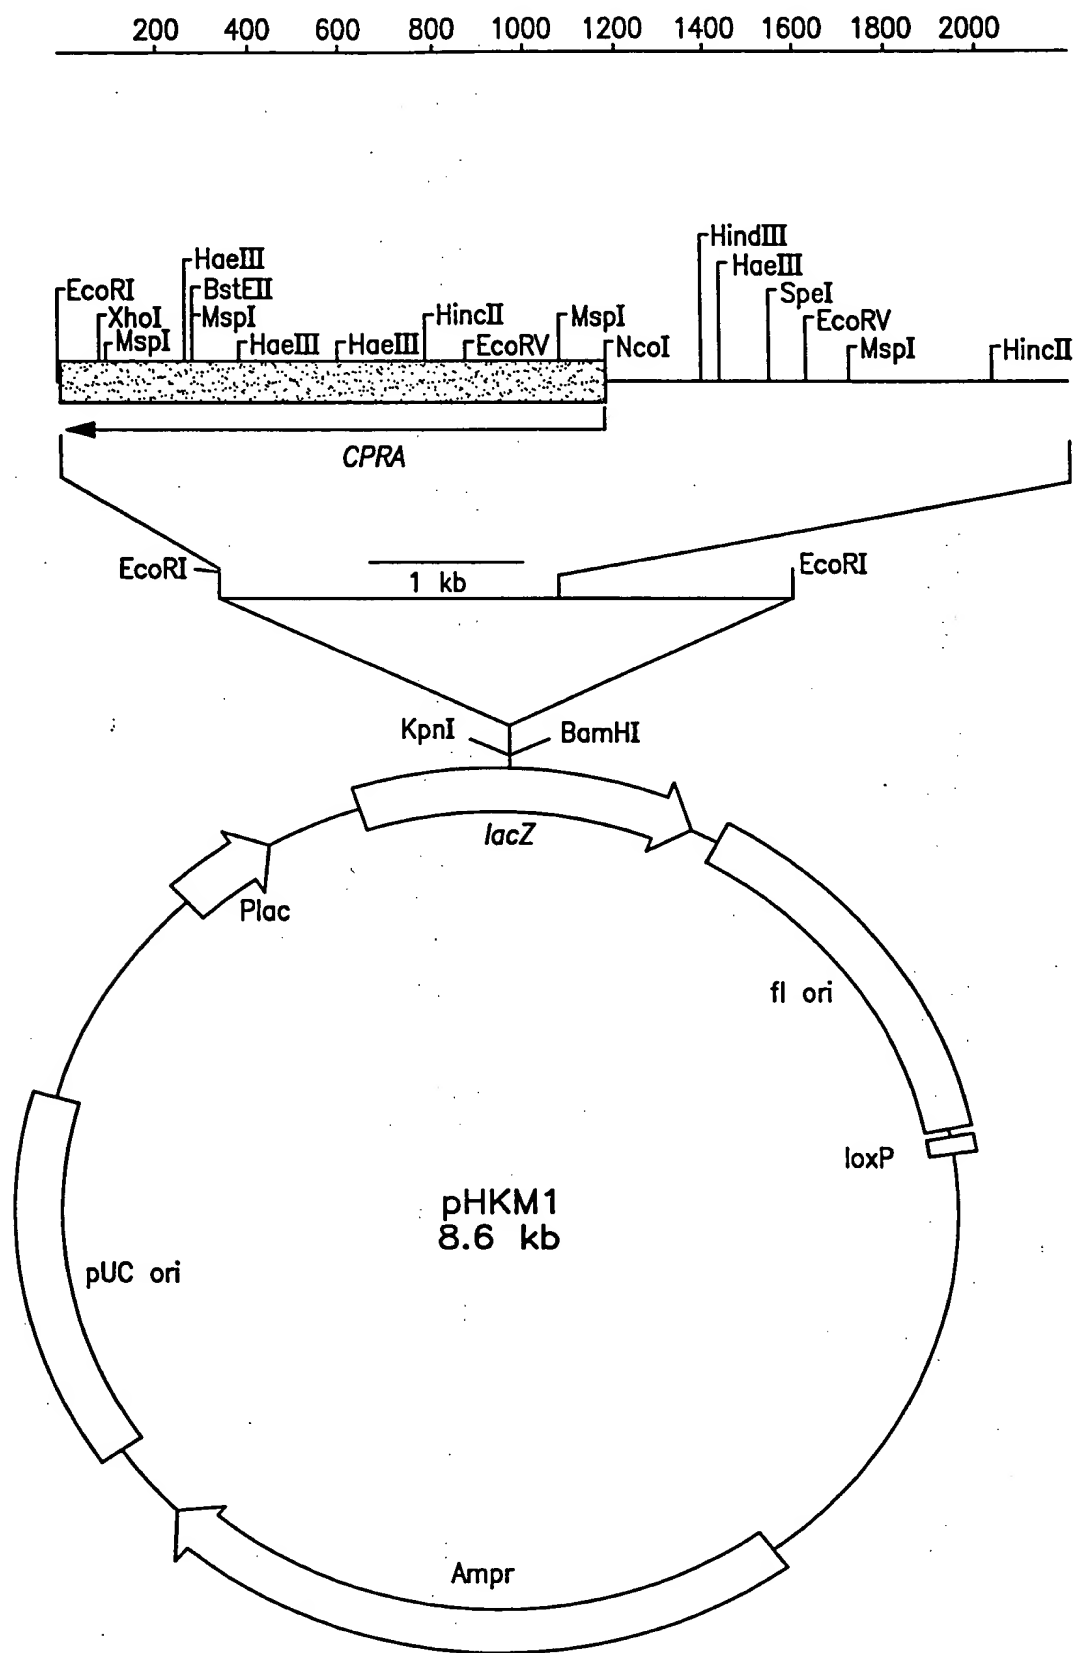 200 400 600 800 1000 1200 1400 1600 1800 2000
HindIII
HaeIII
HaeIII
EcoRI
BstEII
SpeI
XhoI
MspI
HincII
MspI
EcoRV
MspI
HaeIII
HaeIII
EcoRV
NcoI
MspI
HincII
CPRA
EcoRI
1 kb
EcoRI
KpnI
BamHI
lacZ
Plac
fI ori
loxP
pHKM1
8.6 kb
pUC ori
Ampr